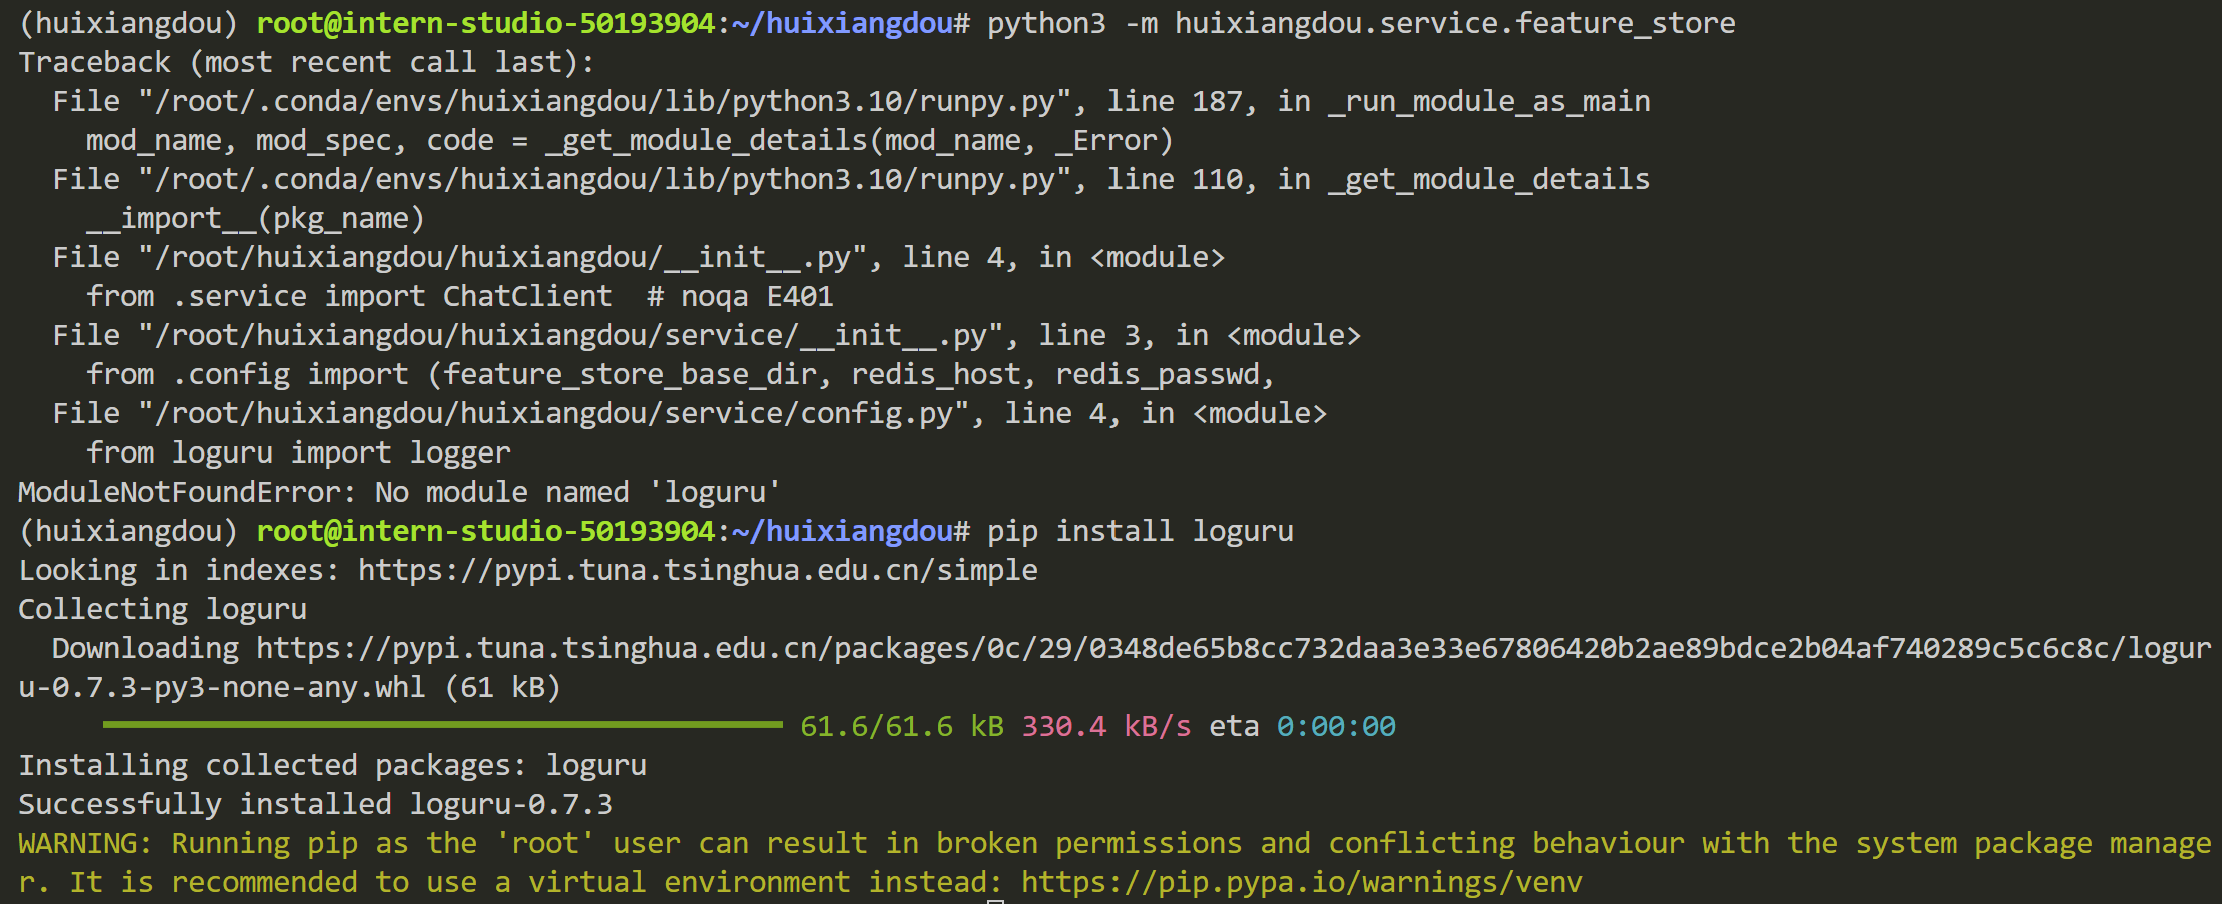 (huixiangdou) root@intern-studio-50193904:~/huixiangdou# python3 -m huixiangdou.service.feature_store
Traceback (most recent call last):
  File "/root/.conda/envs/huixiangdou/lib/python3.10/runpy.py", line 187, in _run_module_as_main
    mod_name, mod_spec, code = _get_module_details(mod_name, _Error)
  File "/root/.conda/envs/huixiangdou/lib/python3.10/runpy.py", line 110, in _get_module_details
    __import__(pkg_name)
  File "/root/huixiangdou/huixiangdou/__init__.py", line 4, in <module>
    from .service import ChatClient  # noqa E401
  File "/root/huixiangdou/huixiangdou/service/__init__.py", line 3, in <module>
    from .config import (feature_store_base_dir, redis_host, redis_passwd,
  File "/root/huixiangdou/huixiangdou/service/config.py", line 4, in <module>
    from loguru import logger
ModuleNotFoundError: No module named 'loguru'
(huixiangdou) root@intern-studio-50193904:~/huixiangdou# pip install loguru
Looking in indexes: https://pypi.tuna.tsinghua.edu.cn/simple
Collecting loguru
  Downloading https://pypi.tuna.tsinghua.edu.cn/packages/0c/29/0348de65b8cc732daa3e33e67806420b2ae89bdce2b04af740289c5c6c8c/logur
u-0.7.3-py3-none-any.whl (61 kB)
     61.6/61.6 kB 330.4 kB/s eta 0:00:00
Installing collected packages: loguru
Successfully installed loguru-0.7.3
WARNING: Running pip as the 'root' user can result in broken permissions and conflicting behaviour with the system package manage
r. It is recommended to use a virtual environment instead: https://pip.pypa.io/warnings/venv